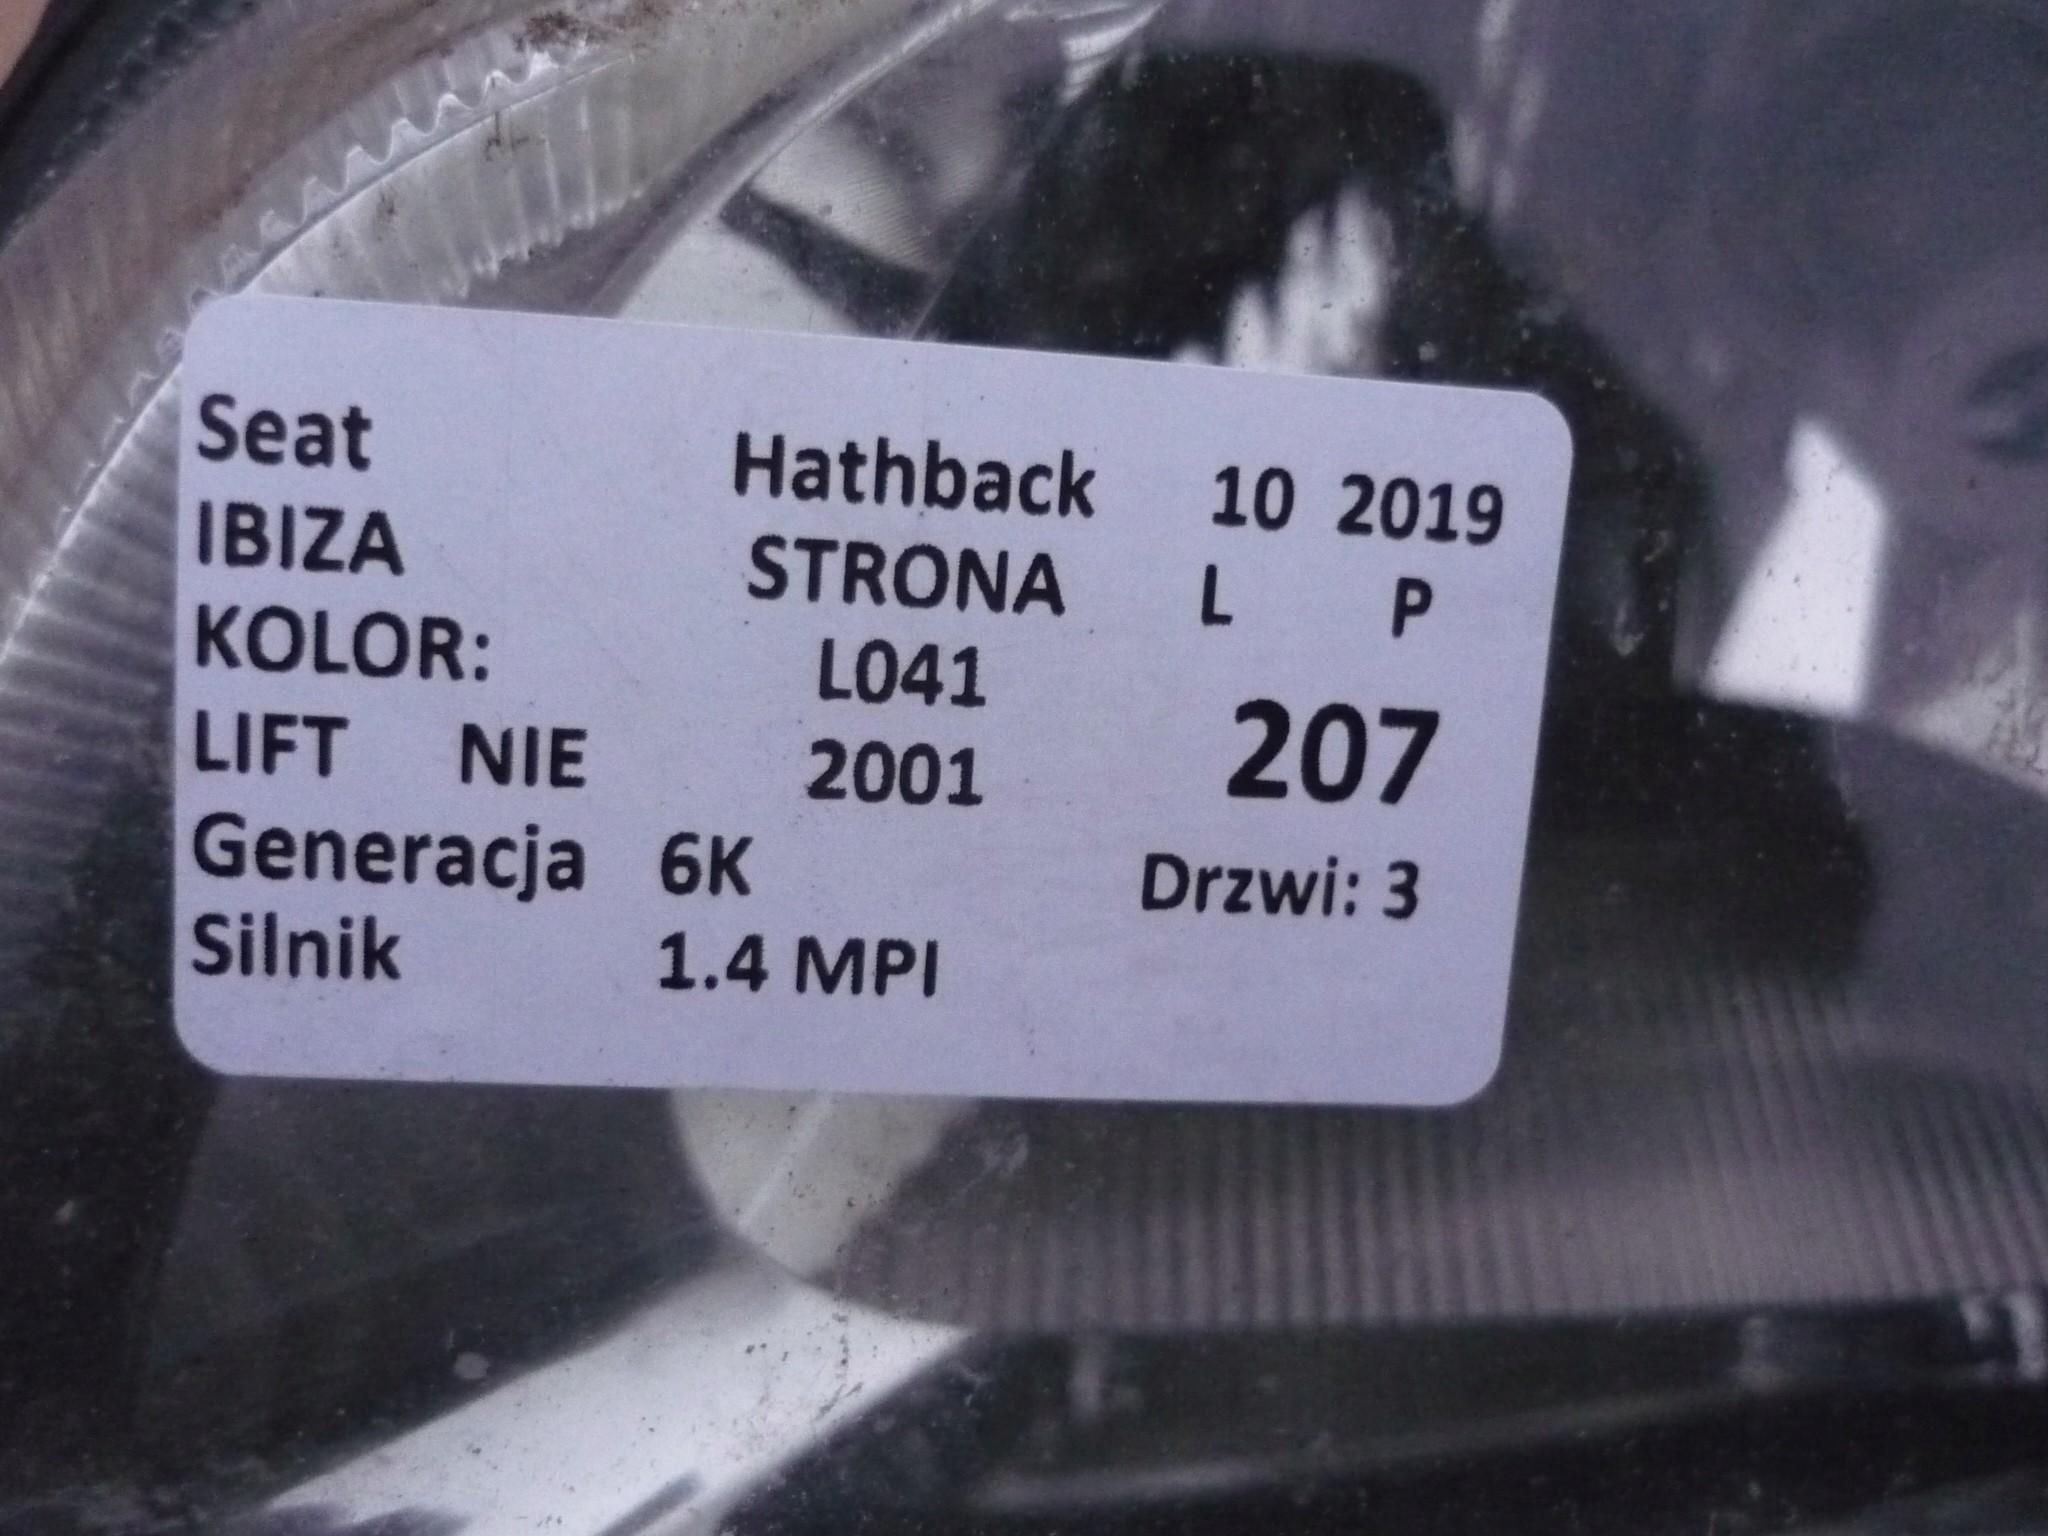 Seat Hathback 10 2019
IBIZA STRONA L P
KOLOR: L041
LIFT NIE 2001 207
Generacja 6K Drzwi: 3
Silnik 1.4 MPI